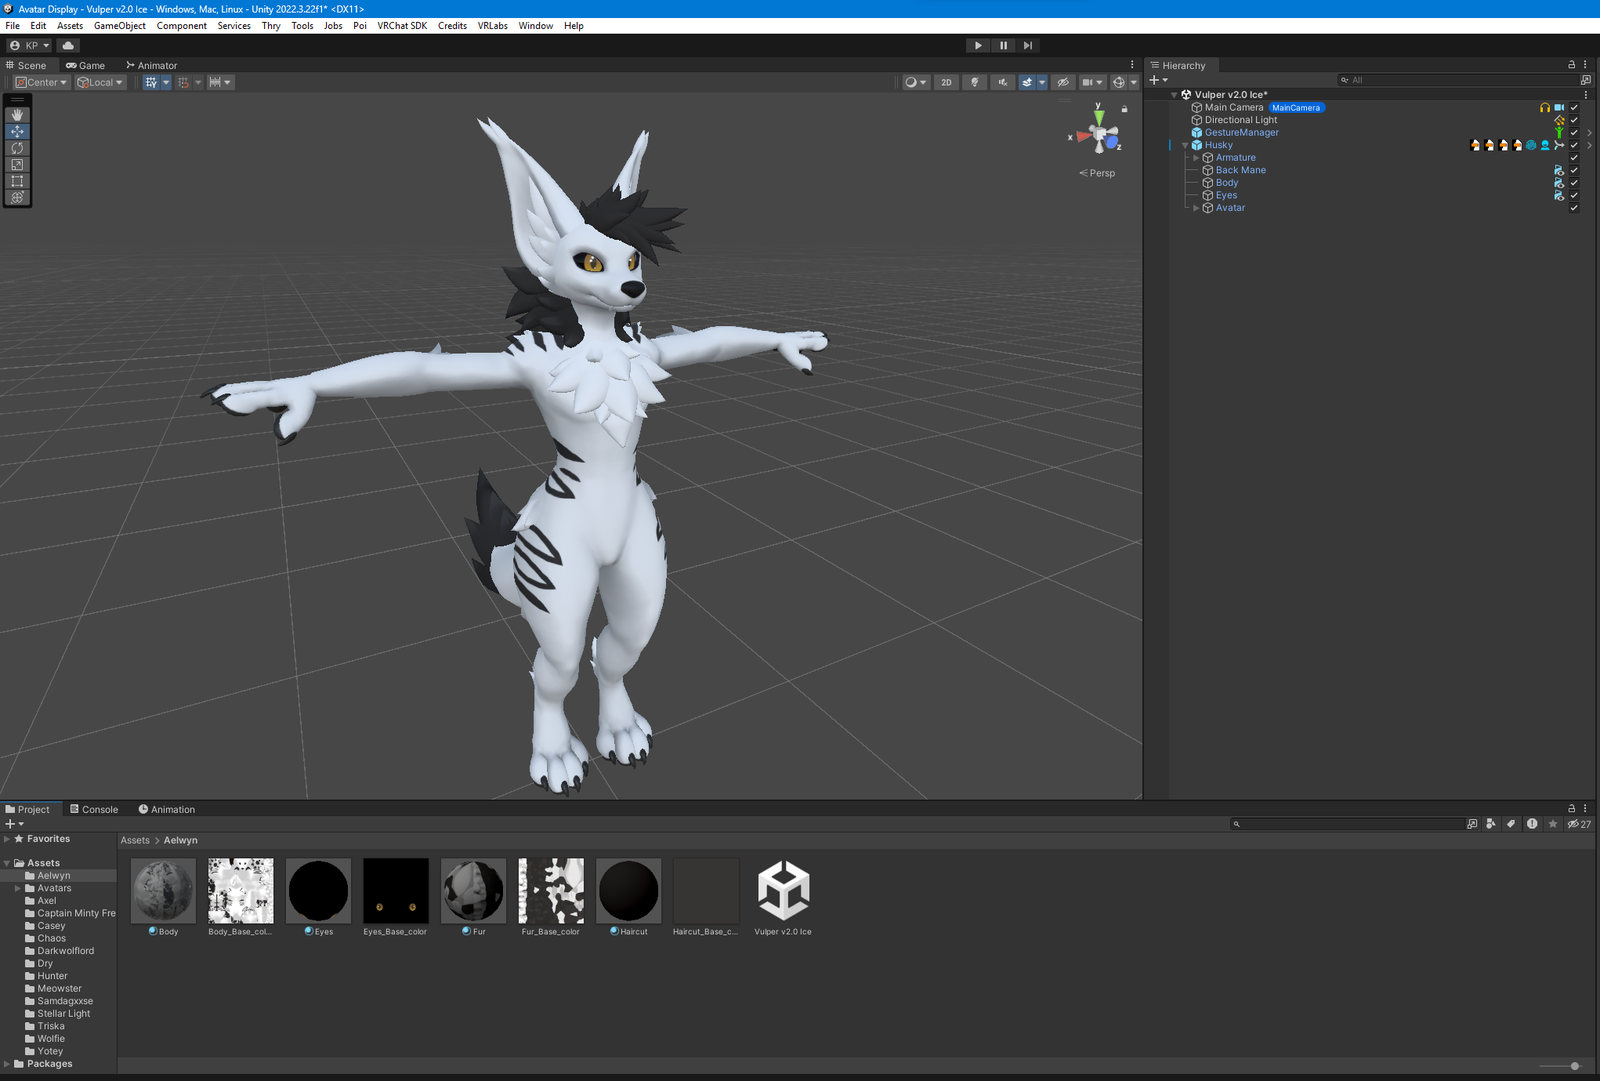 Avatar Display - Vulper v2.0 Ice - Windows, Mac, Linux - Unity 2022.3.22f1* <DX11>
File Edit Assets GameObject Component Services Thry Tools Jobs Poi VRChat SDK Credits VRLabs Window Help
KP
Scene Game Animator
Center Local 2D
y
x
z
Persp
Hierarchy
All
Vulper v2.0 Ice*
Main Camera MainCamera
Directional Light
GestureManager
Husky
Armature
Back Mane
Body
Eyes
Avatar
Project Console Animation
27
Favorites
Assets
Aelwyn
Avatars
Axel
Captain Minty Fre
Casey
Chaos
Darkwolflord
Dry
Hunter
Meowster
Samdagxxse
Stellar Light
Triska
Wolfie
Yotey
Packages
Assets > Aelwyn
Body Body_Base_col... Eyes Eyes_Base_color Fur Fur_Base_color Haircut Haircut_Base_c... Vulper v2.0 Ice